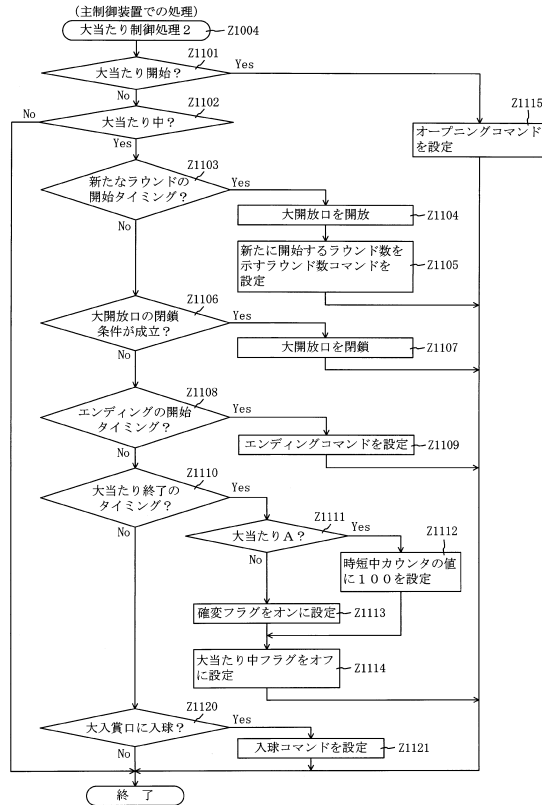 (主制御装置での処理)
大当たり制御処理２
Z1004
Z1101
大当たり開始？
Yes
No
Z1102
No
大当たり中？
Yes
Z1115
オープニングコマンド
を設定
Z1103
新たなラウンドの
開始タイミング？
Yes
No
大開放口を開放
Z1104
新たに開始するラウンド数を
示すラウンド数コマンドを
設定
Z1105
Z1106
大開放口の閉鎖
条件が成立？
Yes
No
大開放口を閉鎖
Z1107
Z1108
エンディングの開始
タイミング？
Yes
No
エンディングコマンドを設定
Z1109
Z1110
大当たり終了の
タイミング？
Yes
No
Z1111
大当たりＡ？
Yes
No
Z1112
時短中カウンタの値
に１００を設定
確変フラグをオンに設定
Z1113
大当たり中フラグをオフ
に設定
Z1114
Z1120
大入賞口に入球？
Yes
No
入球コマンドを設定
Z1121
終了